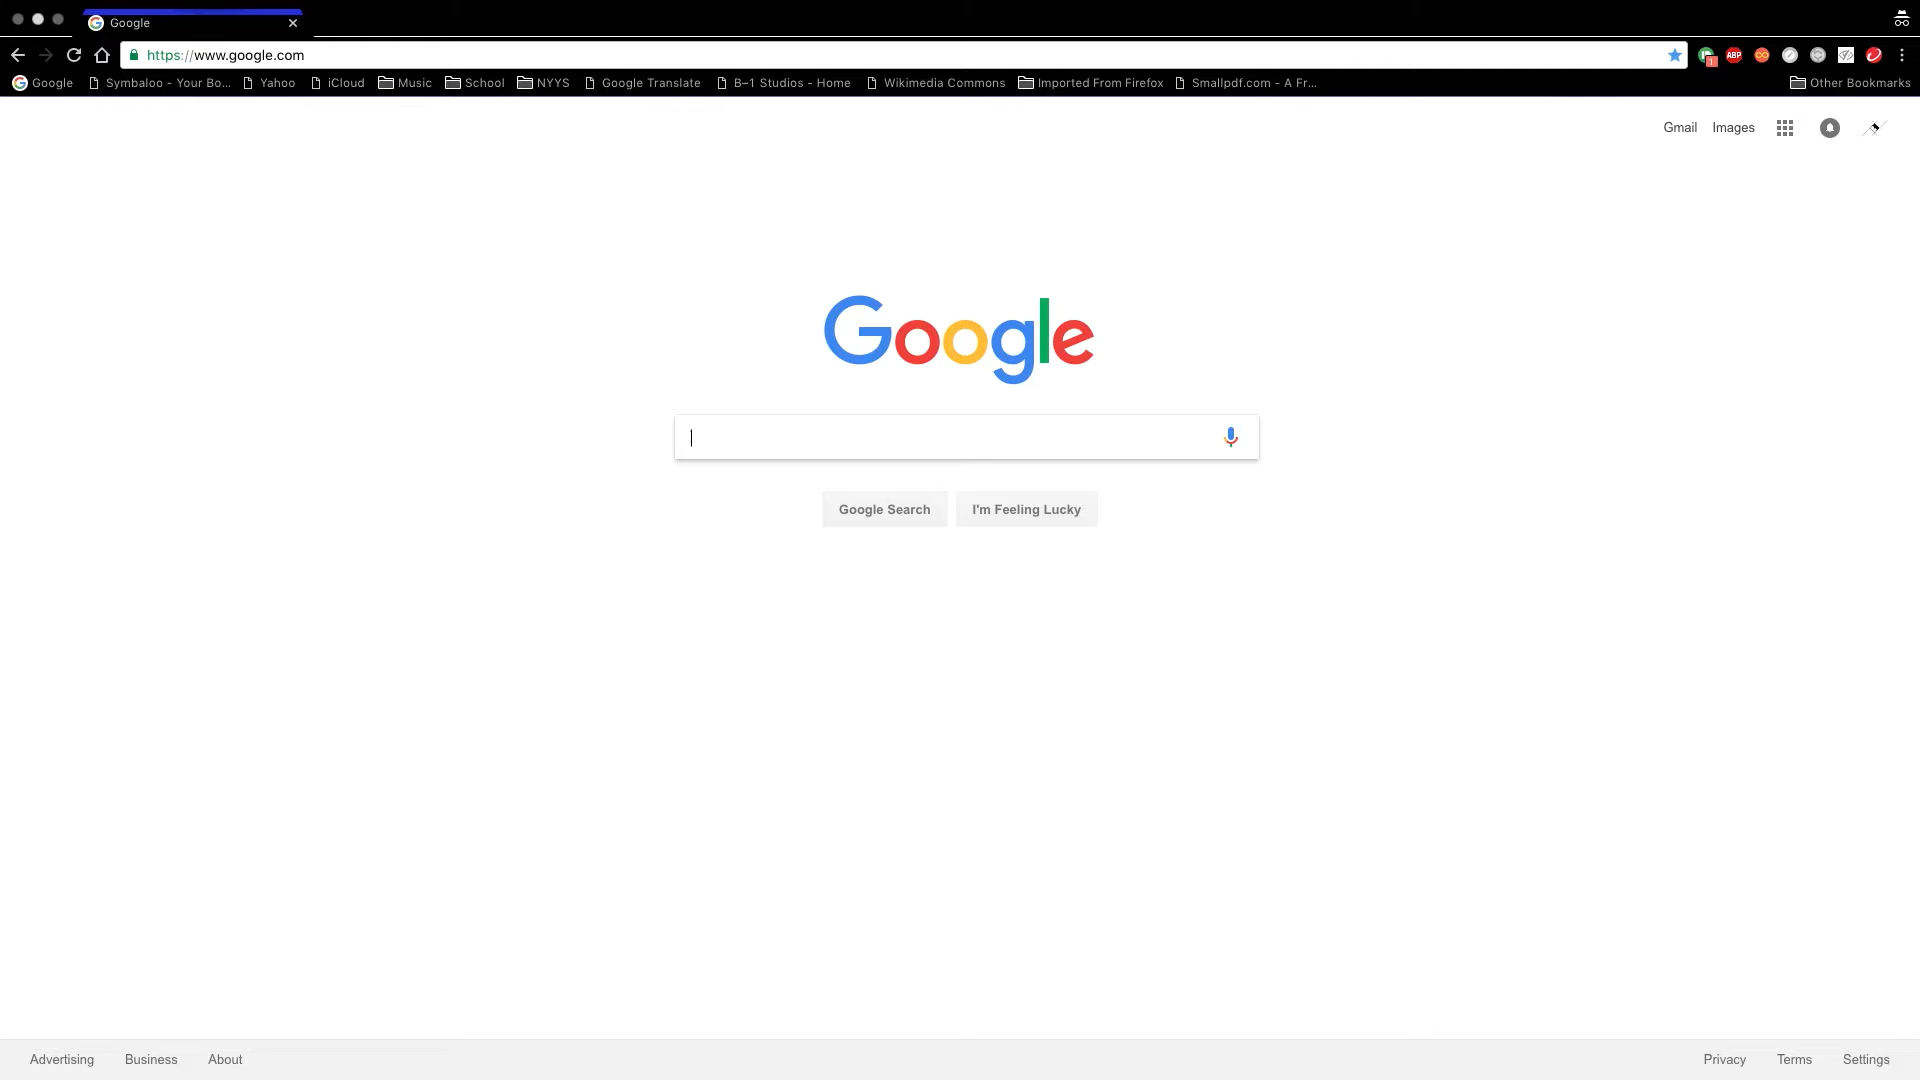 Google
https://www.google.com
ABP
1
Google
Symbaloo - Your Bo...
Yahoo
iCloud
Music
School
NYYS
Google Translate
B-1 Studios - Home
Wikimedia Commons
Imported From Firefox
Smallpdf.com - A Fr...
Other Bookmarks
Gmail
Images
Google
Google Search
I'm Feeling Lucky
Advertising
Business
About
Privacy
Terms
Settings